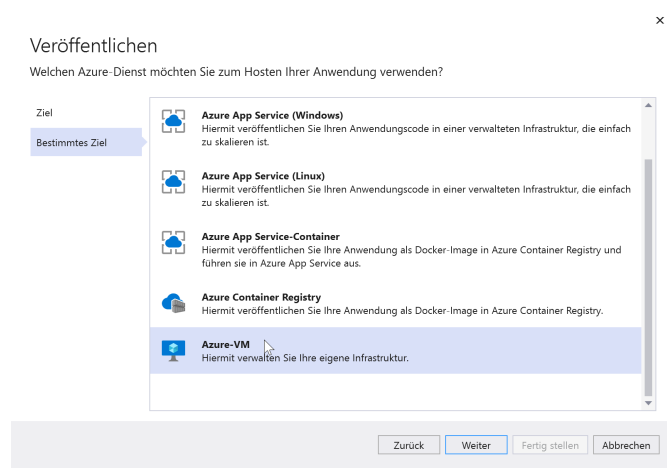 ×
Veröffentlichen
Welchen Azure-Dienst möchten Sie zum Hosten Ihrer Anwendung verwenden?
Ziel
Bestimmtes Ziel
Azure App Service (Windows)
Hiermit veröffentlichen Sie Ihren Anwendungscode in einer verwalteten Infrastruktur, die einfach
zu skalieren ist.
Azure App Service (Linux)
Hiermit veröffentlichen Sie Ihren Anwendungscode in einer verwalteten Infrastruktur, die einfach
zu skalieren ist.
Azure App Service-Container
Hiermit veröffentlichen Sie Ihre Anwendung als Docker-Image in Azure Container Registry und
führen sie in Azure App Service aus.
Azure Container Registry
Hiermit veröffentlichen Sie Ihre Anwendung als Docker-Image in Azure Container Registry.
Azure-VM
Hiermit verwalten Sie Ihre eigene Infrastruktur.
Zurück
Weiter
Fertig stellen
Abbrechen